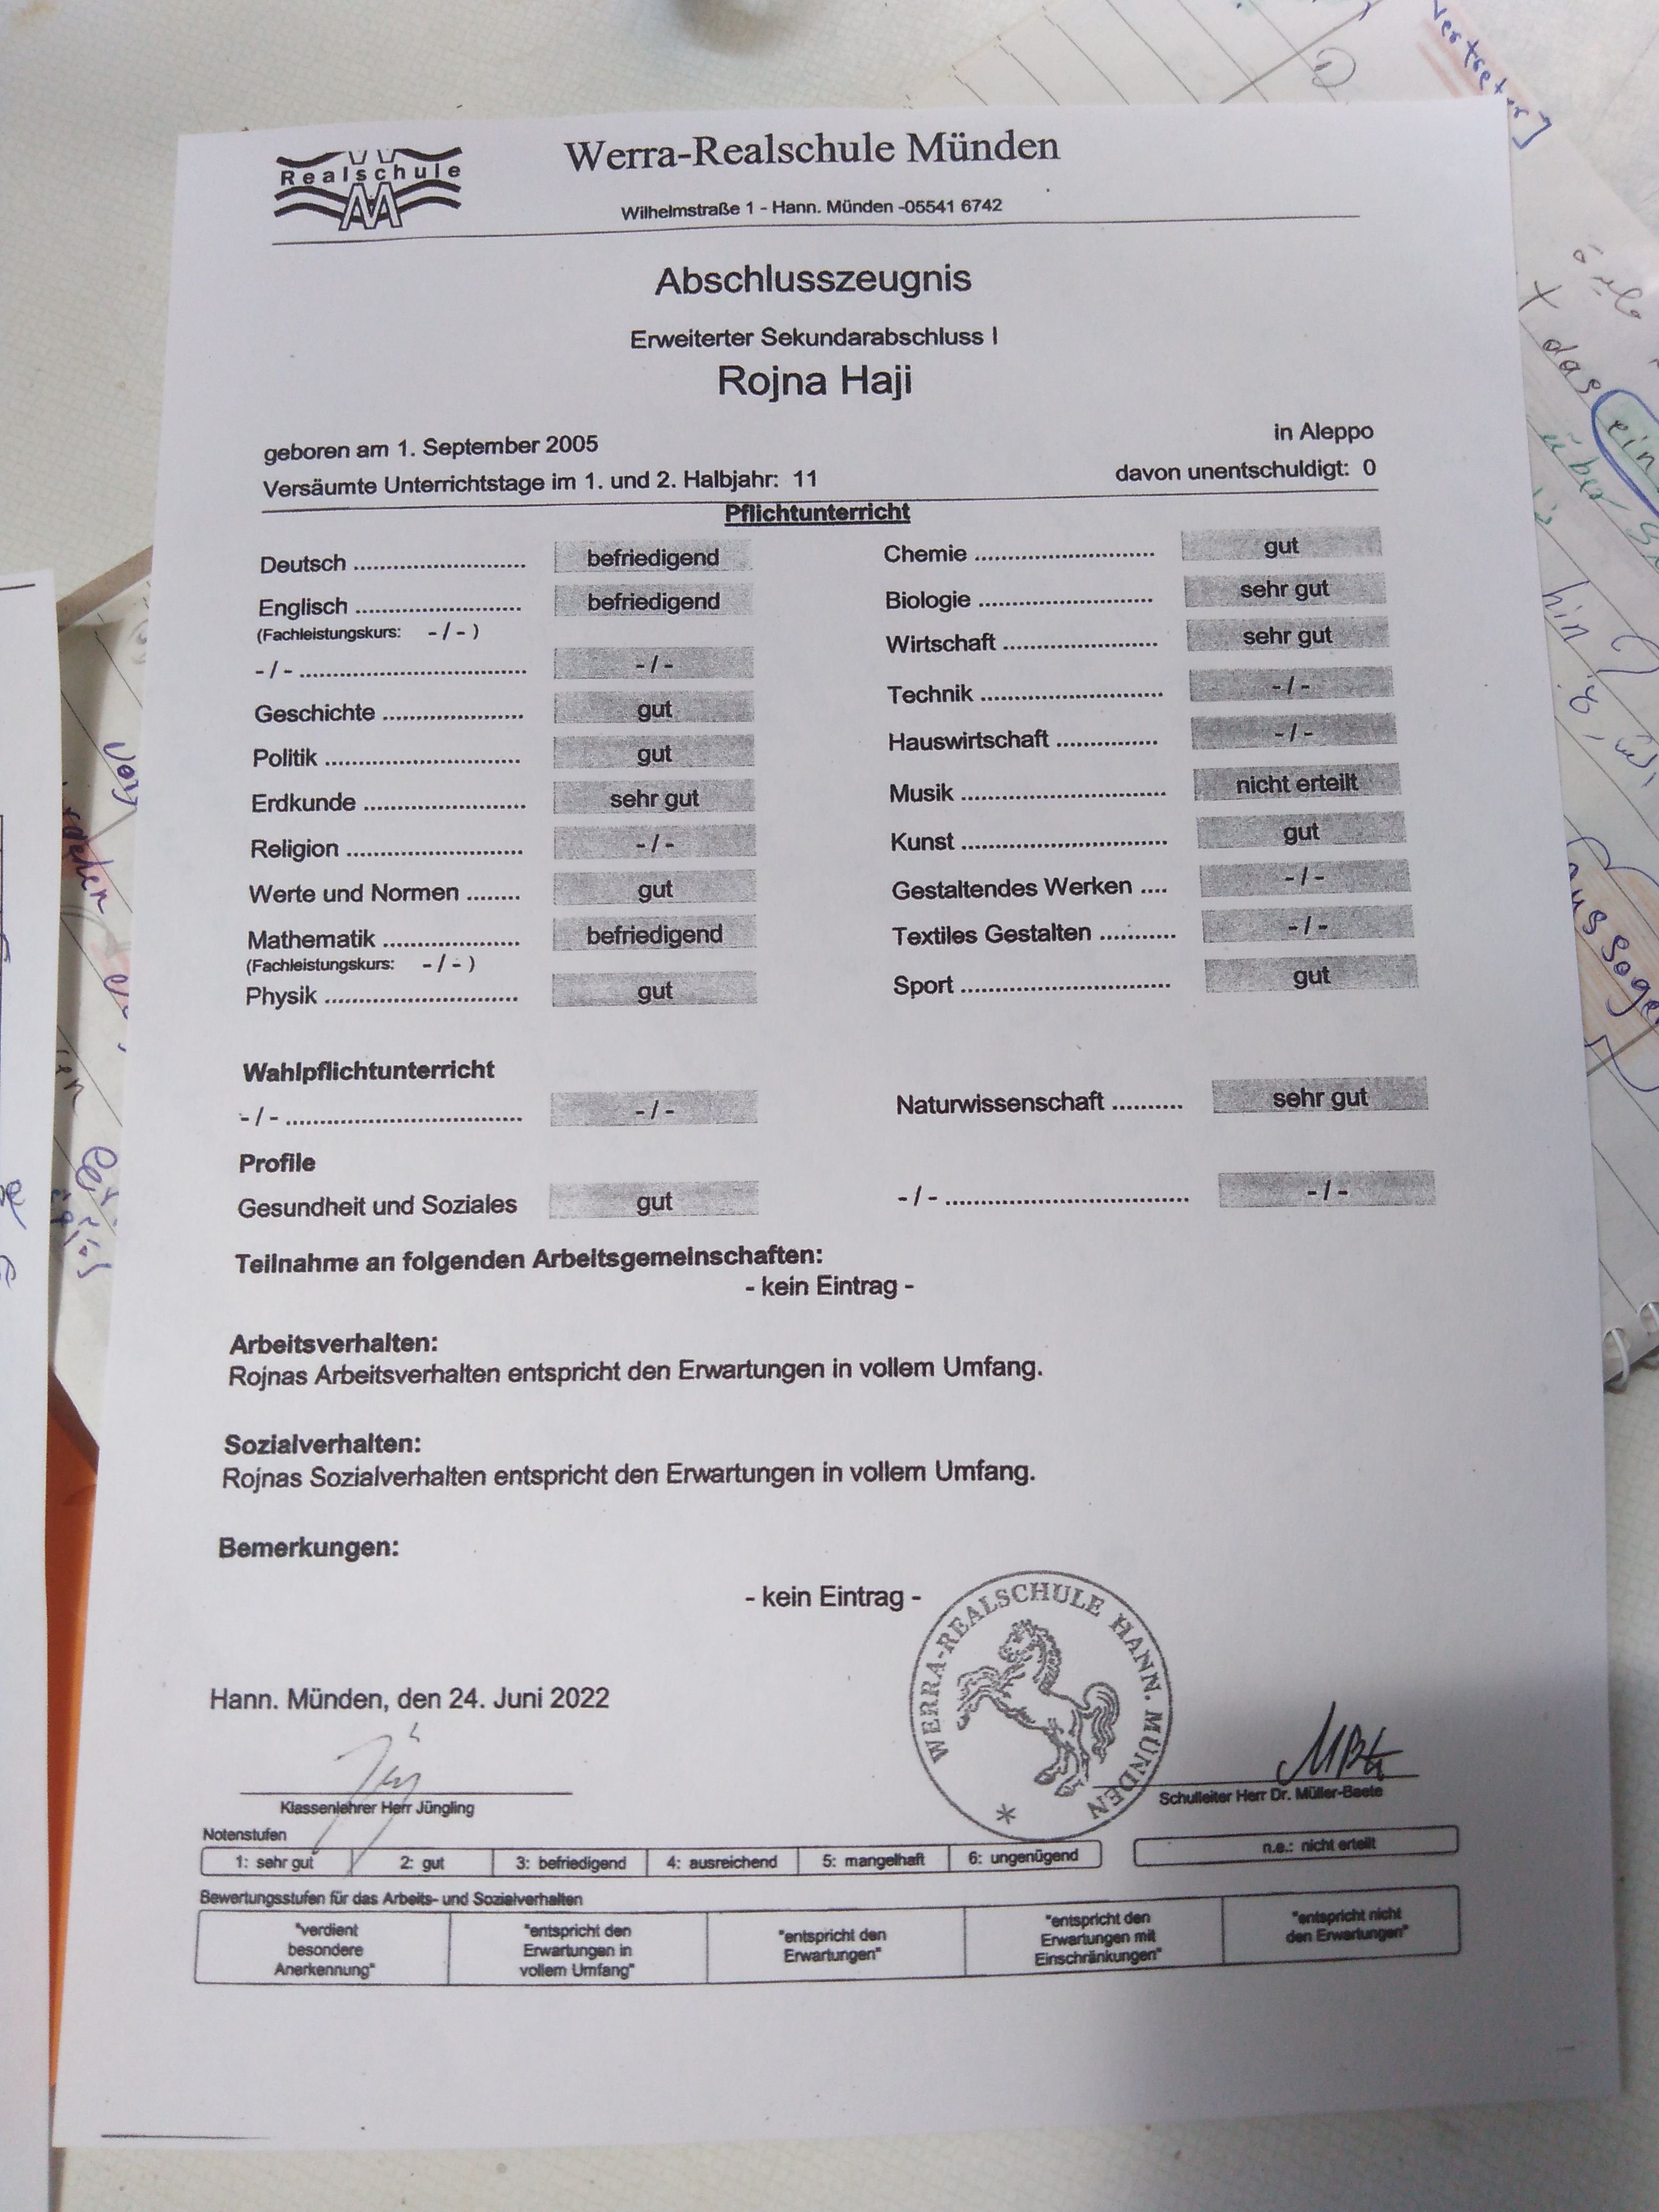 Realschule
Werra-Realschule Münden
Wilhelmstraße 1 - Hann. Münden -05541 6742
Abschlusszeugnis
Erweiterter Sekundarabschluss I
Rojna Haji
geboren am 1. September 2005 in Aleppo
Versäumte Unterrichtstage im 1. und 2. Halbjahr: 11 davon unentschuldigt: 0
Pflichtunterricht
Deutsch ........................ befriedigend
Englisch ....................... befriedigend
(Fachleistungskurs: - / - )
- / - ................................ - / -
Geschichte .................... gut
Politik ............................ gut
Erdkunde ....................... sehr gut
Religion ......................... - / -
Werte und Normen ........ gut
Mathematik ................... befriedigend
(Fachleistungskurs: - / - )
Physik ........................... gut
Chemie .......................... gut
Biologie ......................... sehr gut
Wirtschaft ...................... sehr gut
Technik .......................... - / -
Hauswirtschaft ............... - / -
Musik ............................. nicht erteilt
Kunst ............................. gut
Gestaltendes Werken .... - / -
Textiles Gestalten ........... - / -
Sport .............................. gut
Wahlpflichtunterricht
- / - .................................. - / -
Naturwissenschaft .......... sehr gut
Profile
Gesundheit und Soziales gut
- / - .................................. - / -
Teilnahme an folgenden Arbeitsgemeinschaften:
- kein Eintrag -
Arbeitsverhalten:
Rojnas Arbeitsverhalten entspricht den Erwartungen in vollem Umfang.
Sozialverhalten:
Rojnas Sozialverhalten entspricht den Erwartungen in vollem Umfang.
Bemerkungen:
- kein Eintrag -
WERRA-REALSCHULE HANN. MÜNDEN *
Hann. Münden, den 24. Juni 2022
Klassenlehrer Herr Jüngling
Schulleiter Herr Dr. Müller-Beete
Notenstufen
1: sehr gut 2: gut 3: befriedigend 4: ausreichend 5: mangelhaft 6: ungenügend n.e.: nicht erteilt
Bewertungsstufen für das Arbeits- und Sozialverhalten
"verdient
besondere
Anerkennung"
"entspricht den
Erwartungen in
vollem Umfang"
"entspricht den
Erwartungen"
"entspricht den
Erwartungen mit
Einschränkungen"
"entspricht nicht
den Erwartungen"
das
ein
über
hin